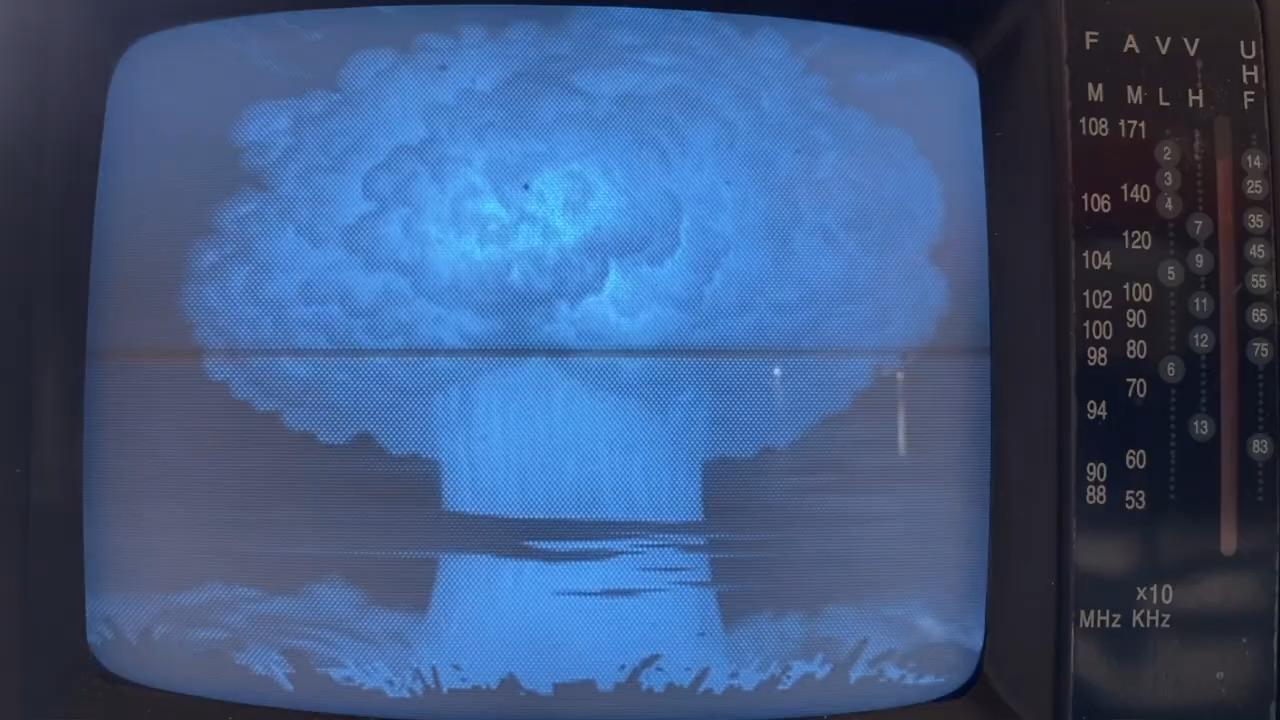 F A V V U
M M L H H
F
108 171
2 14
3 25
106 140 4 35
7
120 45
104 5 9 55
102 100 11 65
100 90
98 80 12 75
6
70
94 13
60 83
90
88 53
×10
MHz KHz